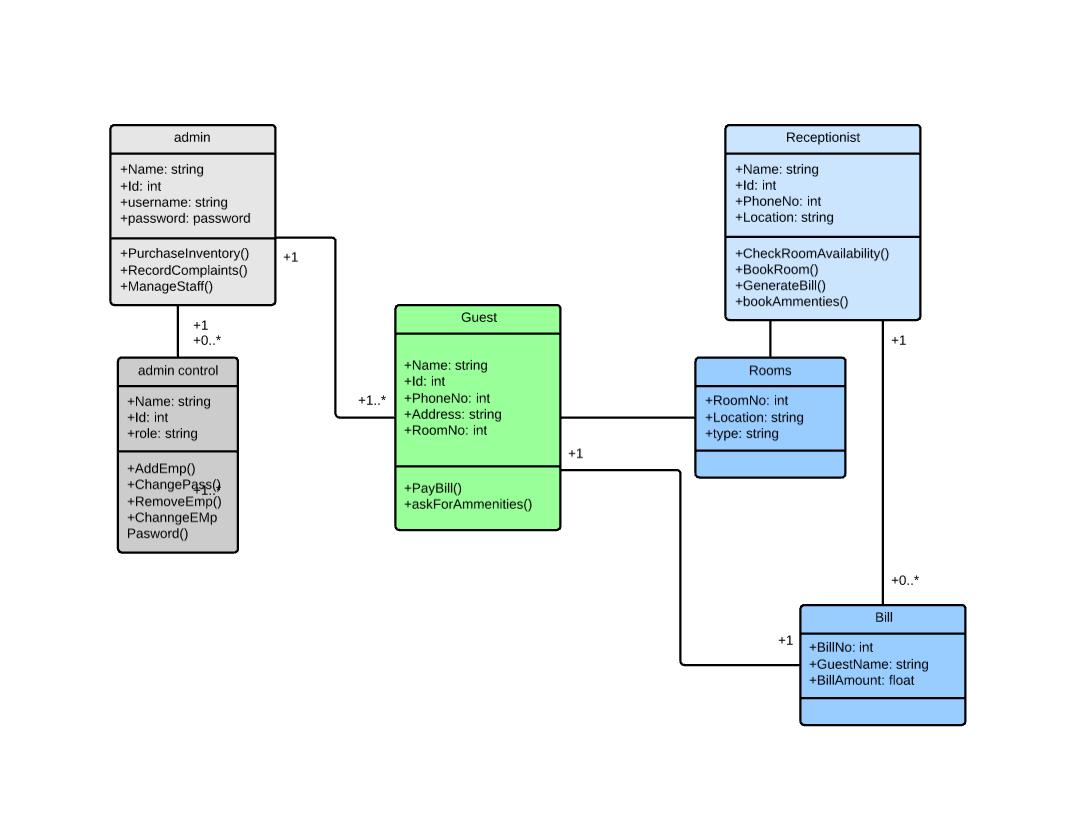 admin
+Name: string
+Id: int
+username: string
+password: password
+PurchaseInventory()
+RecordComplaints()
+ManageStaff()
+1
+1
+0..*
admin control
+Name: string
+Id: int
+role: string
+AddEmp()
+ChangePass()
+1..*
+RemoveEmp()
+ChanngeEMp
Pasword()
+1..*
Guest
+Name: string
+Id: int
+PhoneNo: int
+Address: string
+RoomNo: int
+PayBill()
+askForAmmenities()
+1
Receptionist
+Name: string
+Id: int
+PhoneNo: int
+Location: string
+CheckRoomAvailability()
+BookRoom()
+GenerateBill()
+bookAmmenties()
+1
Rooms
+RoomNo: int
+Location: string
+type: string
+0..*
+1
Bill
+BillNo: int
+GuestName: string
+BillAmount: float